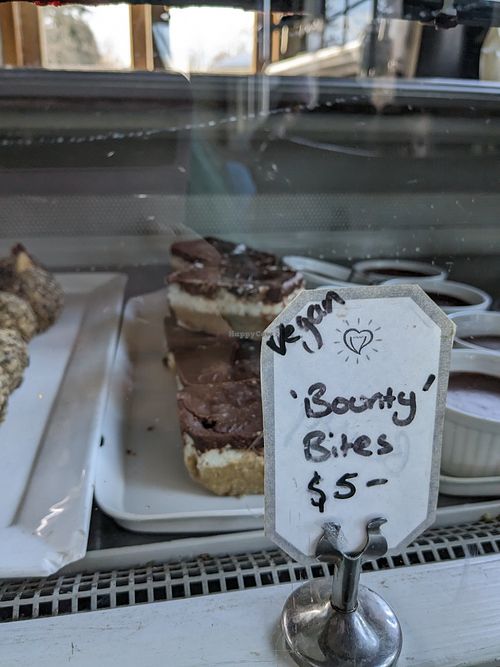 vegan
'Bounty'
Bites
$5-